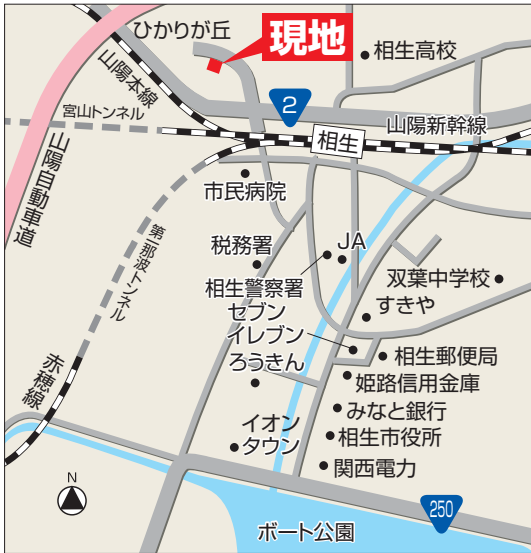 ひかりが丘
現地
相生高校
山陽本線
2
宮山トンネル
相生
山陽新幹線
山陽自動車道
市民病院
第一那波トンネル
税務署
JA
相生警察署
双葉中学校
すきや
セブン
イレブン
ろうきん
相生郵便局
姫路信用金庫
赤穂線
みなと銀行
イオン
タウン
相生市役所
関西電力
N
250
ボート公園